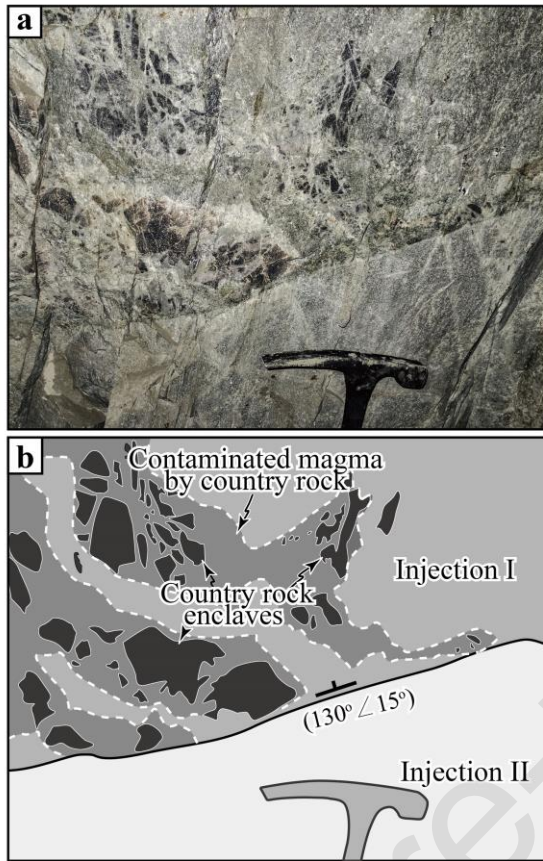 a
b
Contaminated magma
by country rock
Injection I
Country rock
enclaves
(130°∠15°)
Injection II